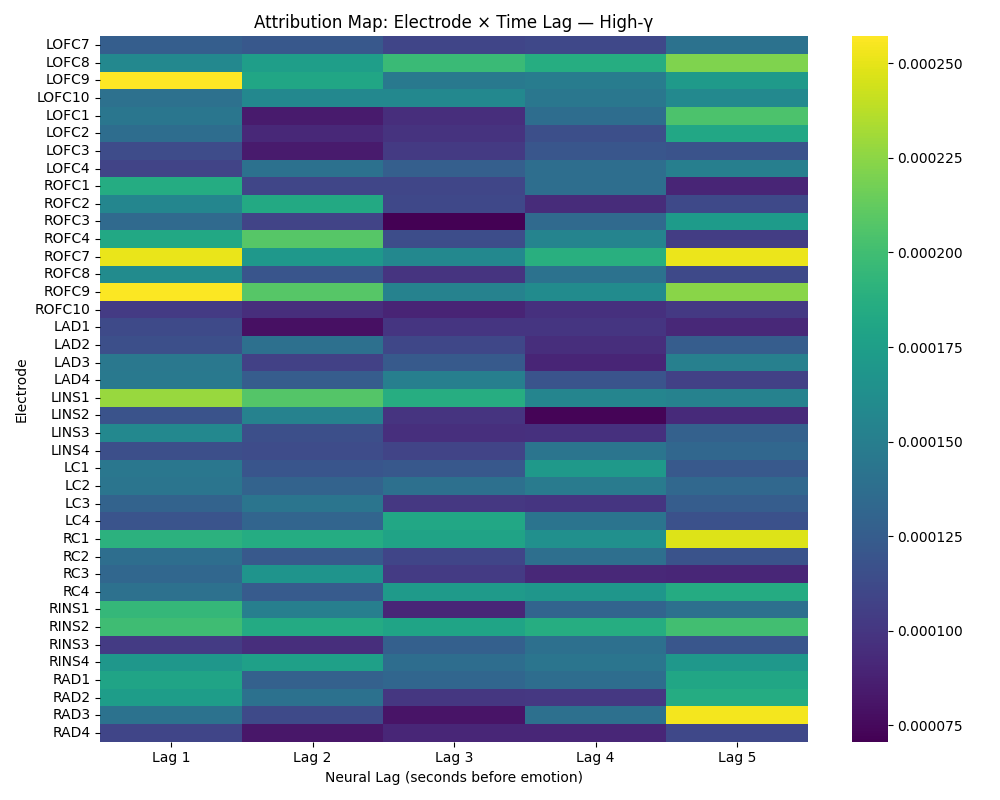 Attribution Map: Electrode × Time Lag — High-γ
LOFC7
LOFC8
LOFC9
LOFC10
LOFC1
LOFC2
LOFC3
LOFC4
ROFC1
ROFC2
ROFC3
ROFC4
ROFC7
ROFC8
ROFC9
ROFC10
LAD1
LAD2
LAD3
LAD4
LINS1
LINS2
LINS3
LINS4
LC1
LC2
LC3
LC4
RC1
RC2
RC3
RC4
RINS1
RINS2
RINS3
RINS4
RAD1
RAD2
RAD3
RAD4
Electrode
Lag 1 Lag 2 Lag 3 Lag 4 Lag 5
Neural Lag (seconds before emotion)
0.000250
0.000225
0.000200
0.000175
0.000150
0.000125
0.000100
0.000075